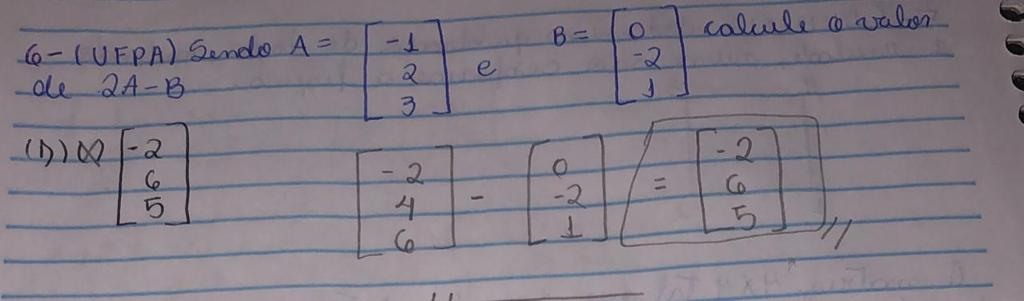 6-(UFPA) Sendo A = [-1 2 3] e B = [0 -2 1] calcule o valor
de 2A-B
(D) [-2 6 5] [-2 4 6] - [0 -2 1] = [-2 6 5]